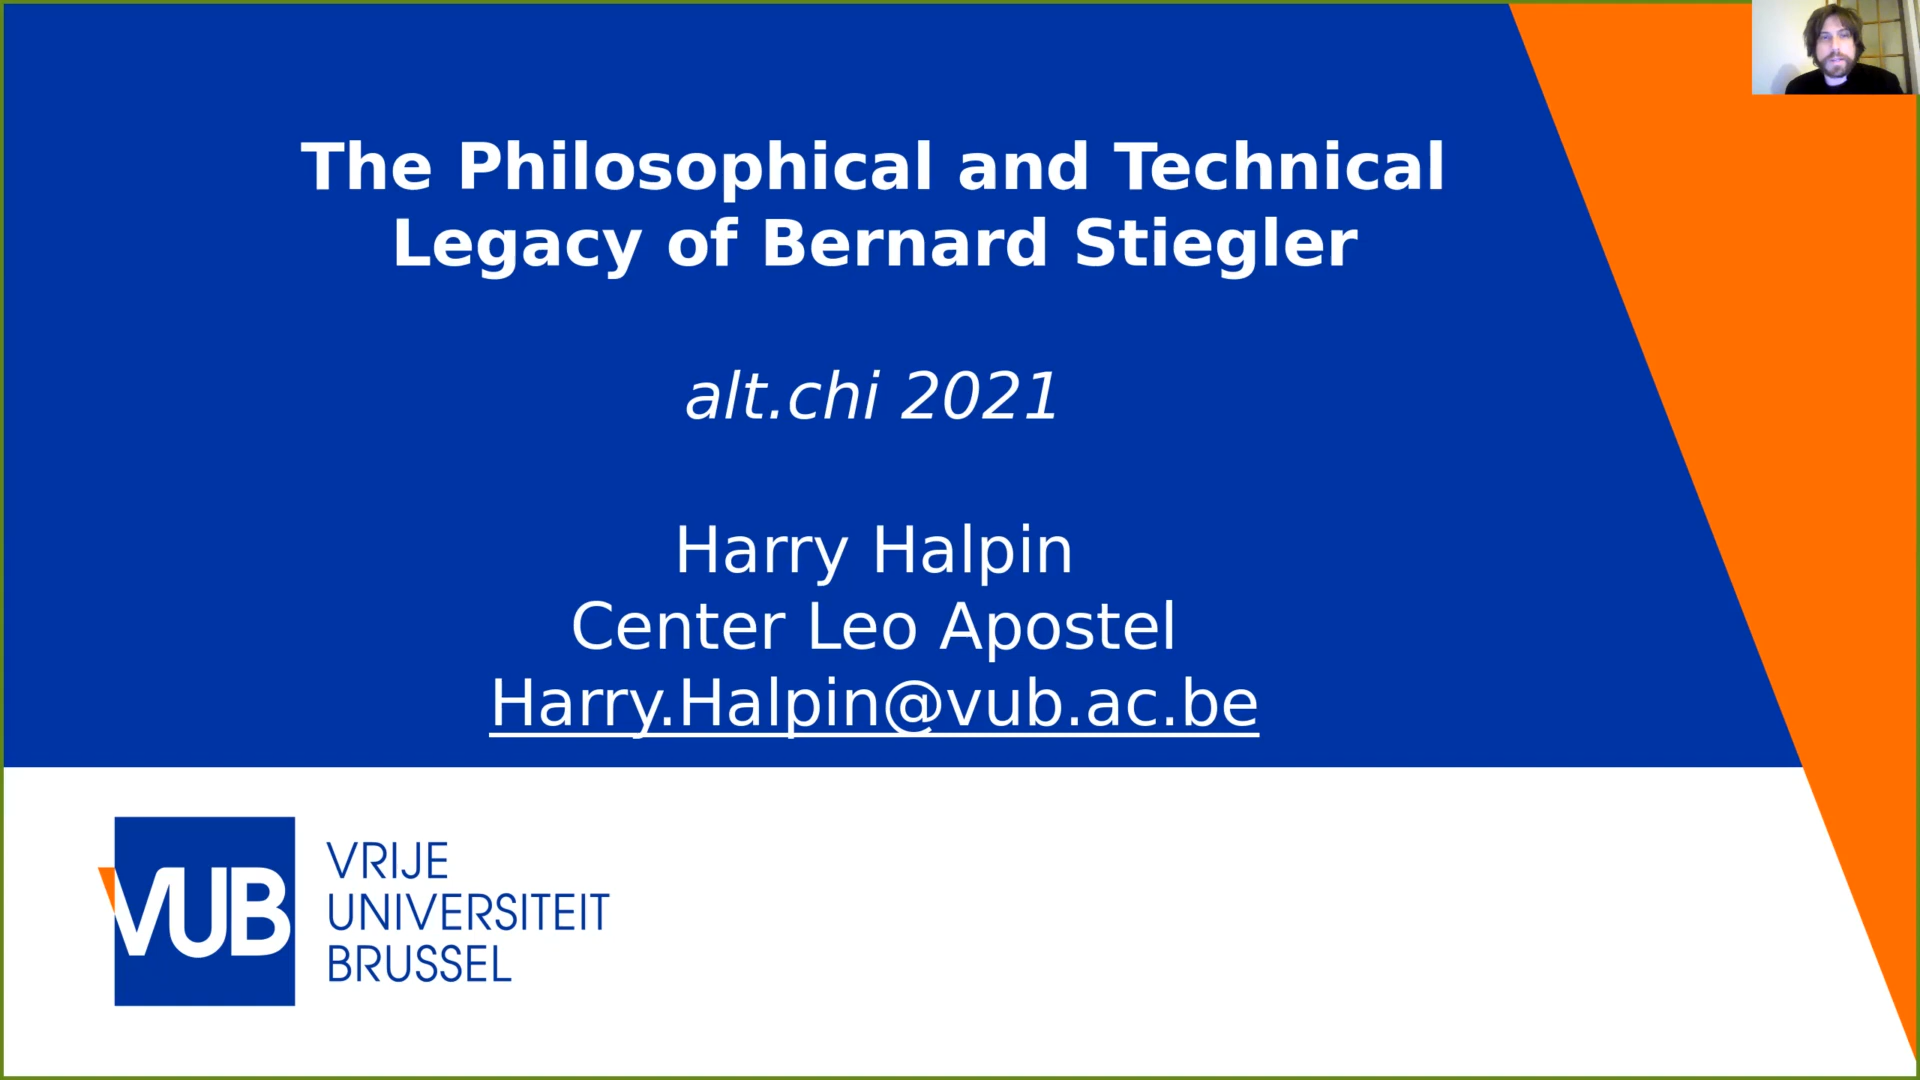 The Philosophical and Technical
Legacy of Bernard Stiegler
alt.chi 2021
Harry Halpin
Center Leo Apostel
Harry.Halpin@vub.ac.be
VUB
VRIJE
UNIVERSITEIT
BRUSSEL